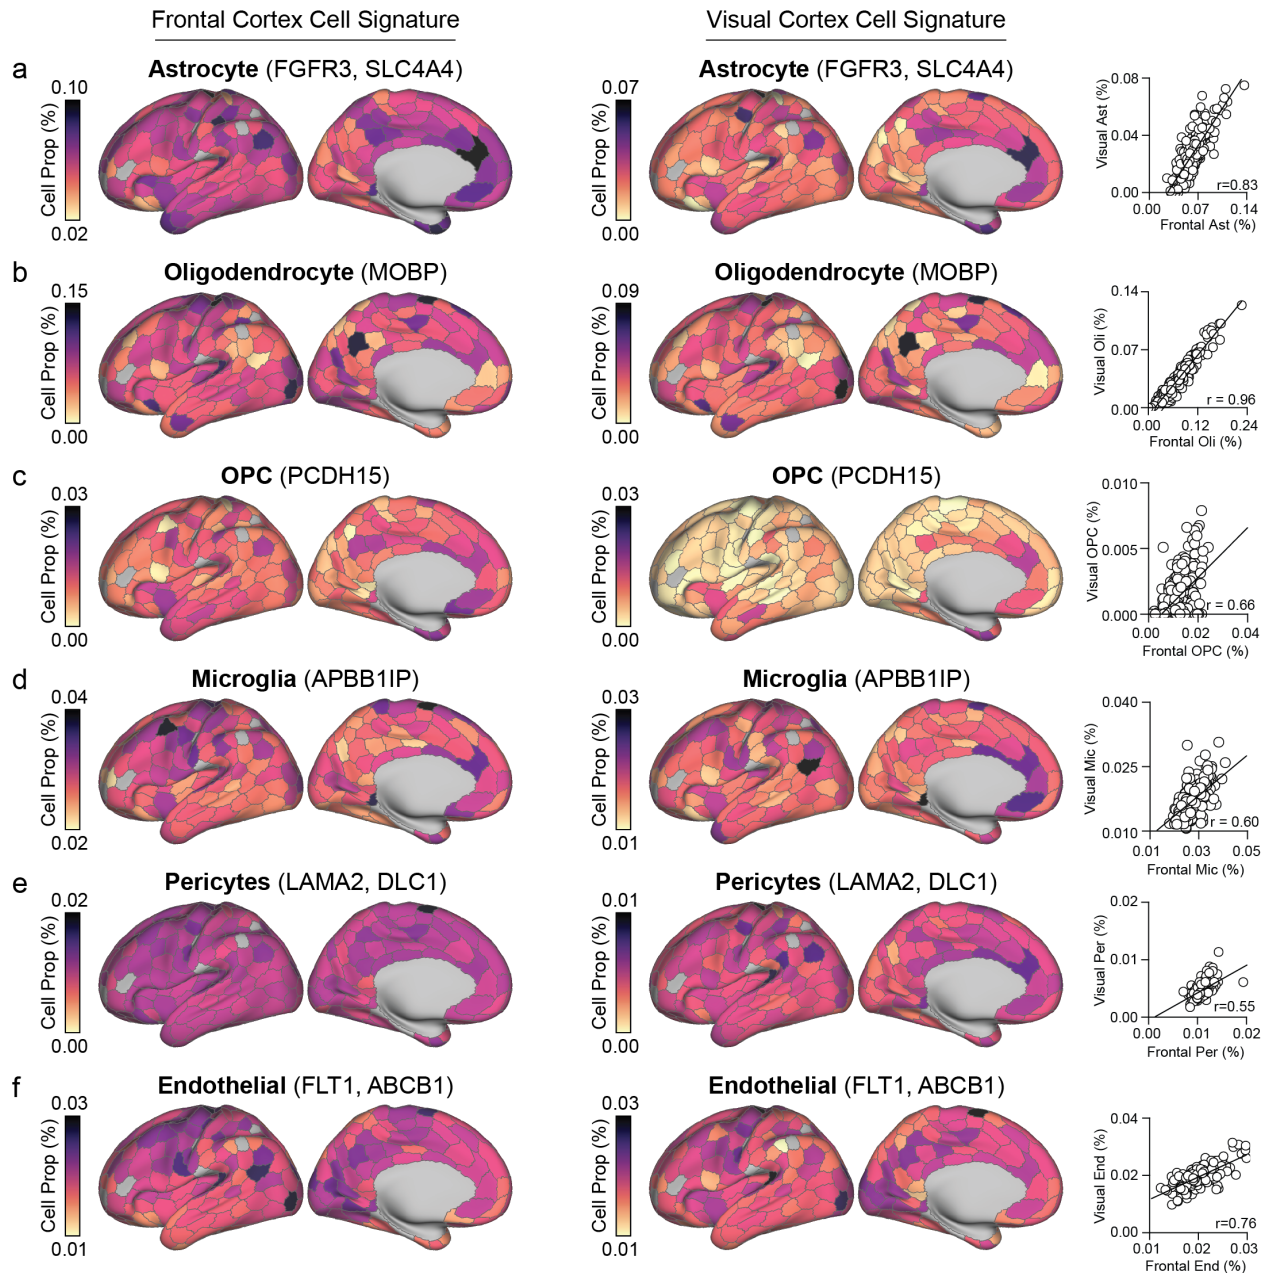 Frontal Cortex Cell Signature
Visual Cortex Cell Signature
a
Astrocyte (FGFR3, SLC4A4)
0.10
Cell Prop (%)
0.02
Astrocyte (FGFR3, SLC4A4)
0.07
Cell Prop (%)
0.00
Visual Ast (%)
0.08
0.04
0.00
r=0.83
0.00
0.07
0.14
Frontal Ast (%)
b
Oligodendrocyte (MOBP)
0.15
Cell Prop (%)
0.00
Oligodendrocyte (MOBP)
0.09
Cell Prop (%)
0.00
Visual Oli (%)
0.14
0.07
0.00
r = 0.96
0.00
0.12
0.24
Frontal Oli (%)
c
OPC (PCDH15)
0.03
Cell Prop (%)
0.00
OPC (PCDH15)
0.03
Cell Prop (%)
0.00
Visual OPC (%)
0.010
0.005
0.000
r = 0.66
0.00
0.02
0.04
Frontal OPC (%)
d
Microglia (APBB1IP)
0.04
Cell Prop (%)
0.02
Microglia (APBB1IP)
0.03
Cell Prop (%)
0.01
Visual Mic (%)
0.040
0.025
0.010
r = 0.60
0.01
0.03
0.05
Frontal Mic (%)
e
Pericytes (LAMA2, DLC1)
0.02
Cell Prop (%)
0.00
Pericytes (LAMA2, DLC1)
0.01
Cell Prop (%)
0.00
Visual Per (%)
0.02
0.01
0.00
r=0.55
0.00
0.01
0.02
Frontal Per (%)
f
Endothelial (FLT1, ABCB1)
0.03
Cell Prop (%)
0.01
Endothelial (FLT1, ABCB1)
0.03
Cell Prop (%)
0.01
Visual End (%)
0.04
0.02
0.00
r=0.76
0.01
0.02
0.03
Frontal End (%)